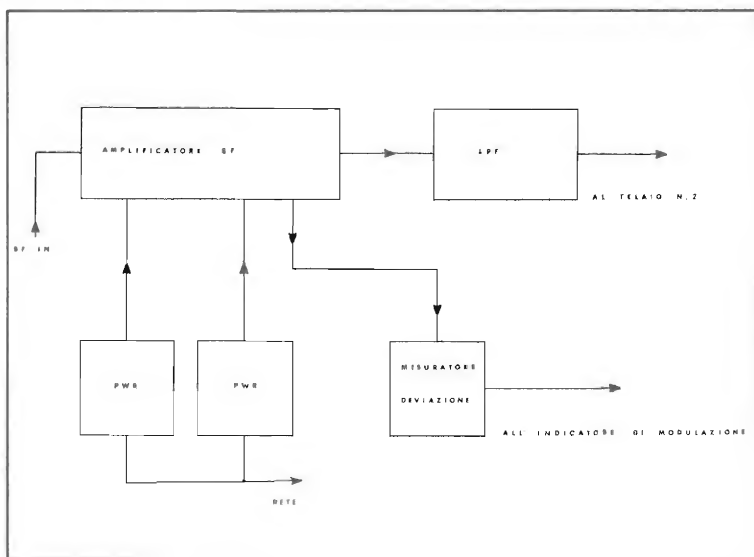 AMPLIFICATORE BF
LPF
AL TELAIO N.2
BF IN
PWR
PWR
MISURATORE
DEVIAZIONE
ALL INDICATORE DI MODULAZIONE
RETE